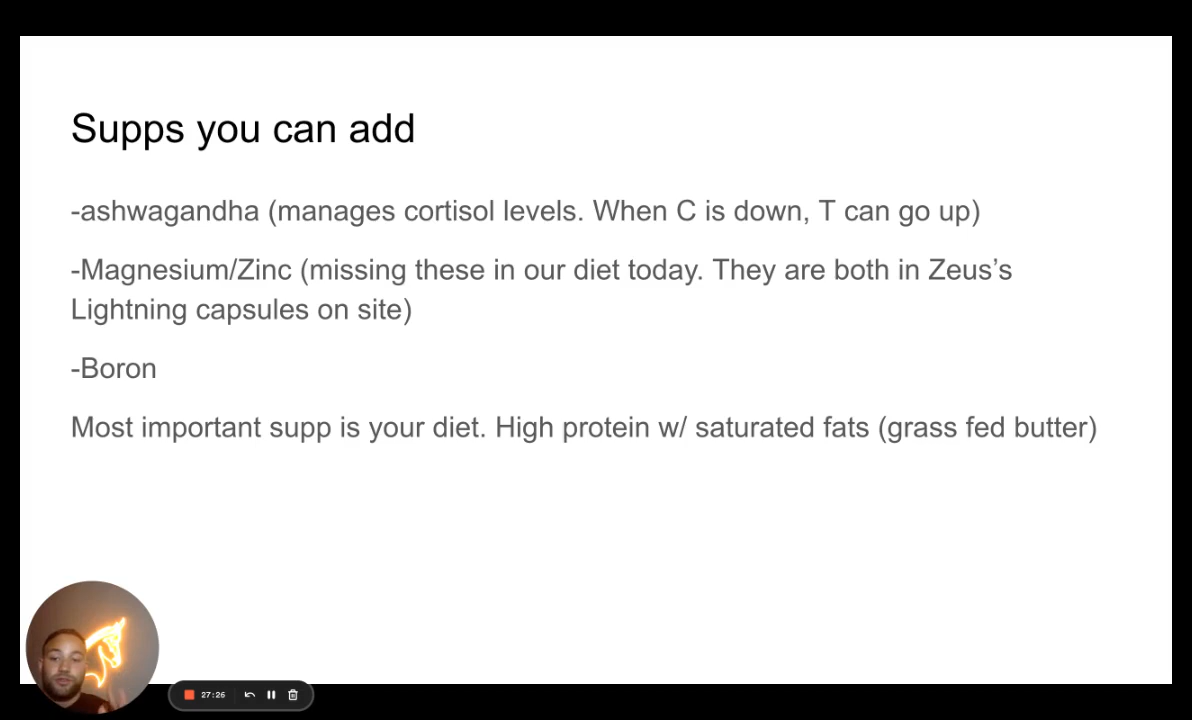 Supps you can add
-ashwagandha (manages cortisol levels. When C is down, T can go up)
-Magnesium/Zinc (missing these in our diet today. They are both in Zeus’s
Lightning capsules on site)
-Boron
Most important supp is your diet. High protein w/ saturated fats (grass fed butter)
27:26